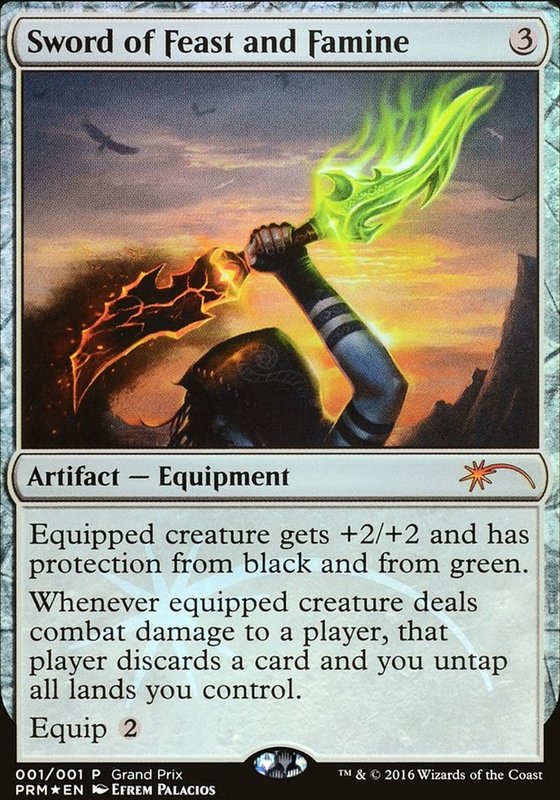 Sword of Feast and Famine 3
Artifact — Equipment
Equipped creature gets +2/+2 and has
protection from black and from green.
Whenever equipped creature deals
combat damage to a player, that
player discards a card and you untap
all lands you control.
Equip 2
001/001 P Grand Prix
PRM★EN Efrem Palacios
™ & © 2016 Wizards of the Coast